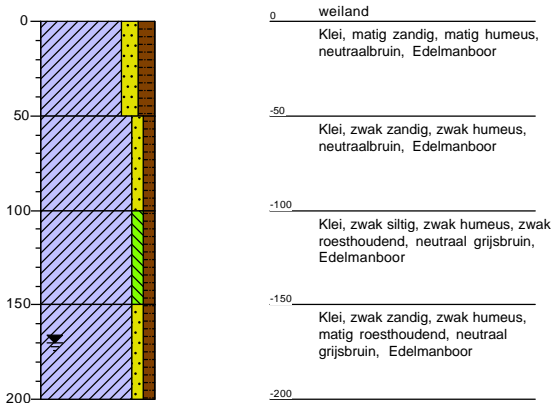 0
50
100
150
200
0
weiland
Klei, matig zandig, matig humeus,
neutraalbruin, Edelmanboor
-50
Klei, zwak zandig, zwak humeus,
neutraalbruin, Edelmanboor
-100
Klei, zwak siltig, zwak humeus, zwak
roesthoudend, neutraal grijsbruin,
Edelmanboor
-150
Klei, zwak zandig, zwak humeus,
matig roesthoudend, neutraal
grijsbruin, Edelmanboor
-200